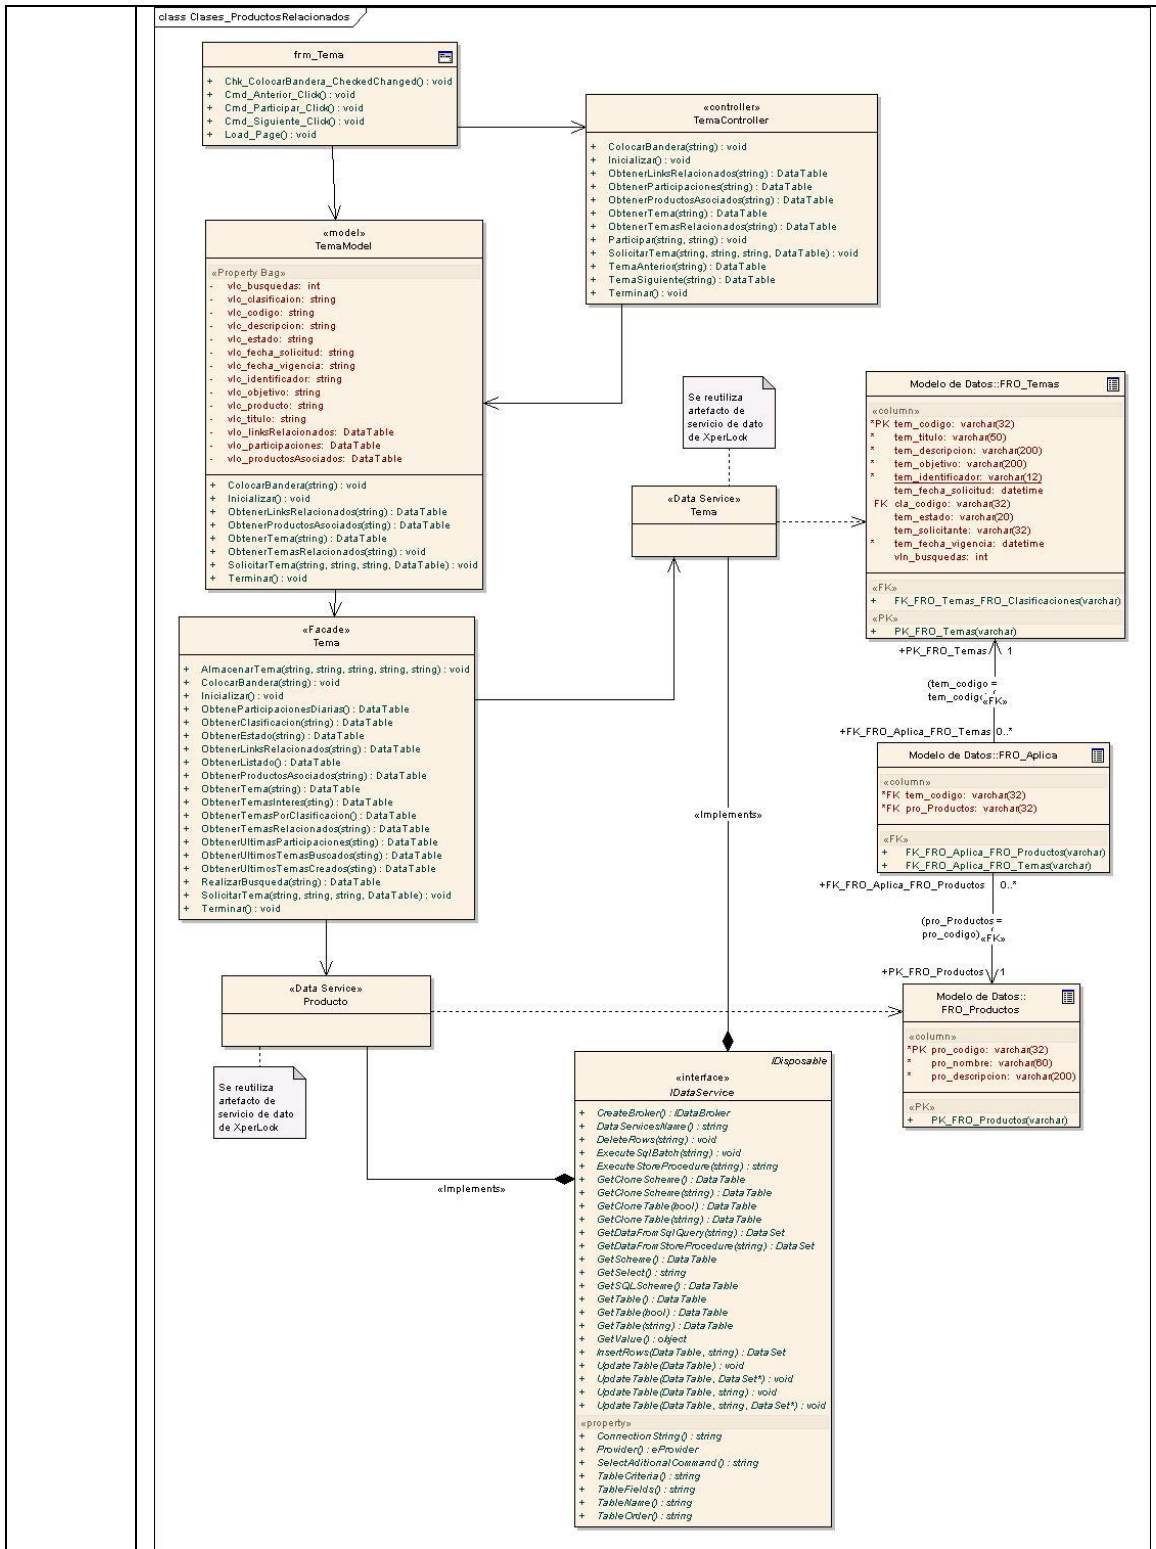 class Clases_ProductosRelacionados
frm_Tema
+ Chk_ColocarBandera_CheckedChanged() : void
+ Cmd_Anterior_Click() : void
+ Cmd_Participar_Click() : void
+ Cmd_Siguiente_Click() : void
+ Load_Page() : void
«controller»
TemaController
+ ColocarBandera(string) : void
+ Inicializar() : void
+ ObtenerLinksRelacionados(string) : DataTable
+ ObtenerParticipaciones(string) : DataTable
+ ObtenerProductosAsociados(string) : DataTable
+ ObtenerTema(string) : DataTable
+ ObtenerTemasRelacionados(string) : DataTable
+ Participar(string, string) : void
+ SolicitarTema(string, string, string, DataTable) : void
+ TemaAnterior(string) : DataTable
+ TemaSiguiente(string) : DataTable
+ Terminar() : void
«model»
TemaModel
«Property Bag»
- vlc_busquedas: int
- vlc_clasificaion: string
- vlc_codigo: string
- vlc_descripcion: string
- vlc_estado: string
- vlc_fecha_solicitud: string
- vlc_fecha_vigencia: string
- vlc_identificador: string
- vlc_objetivo: string
- vlc_producto: string
- vlc_titulo: string
- vlo_linksRelacionados: DataTable
- vlo_participaciones: DataTable
- vlo_productosAsociados: DataTable
+ ColocarBandera(string) : void
+ Inicializar() : void
+ ObtenerLinksRelacionados(string) : DataTable
+ ObtenerProductosAsociados(sting) : DataTable
+ ObtenerTema(string) : DataTable
+ ObtenerTemasRelacionados(string) : void
+ SolicitarTema(string, string, string, DataTable) : void
+ Terminar() : void
Se reutiliza
artefacto de
servicio de dato
de XperLock
«Data Service»
Tema
Modelo de Datos::FRO_Temas
«column»
*PK tem_codigo: varchar(32)
* tem_titulo: varchar(50)
* tem_descripcion: varchar(200)
* tem_objetivo: varchar(200)
* tem_identificador: varchar(12)
tem_fecha_solicitud: datetime
FK cla_codigo: varchar(32)
tem_estado: varchar(20)
tem_solicitante: varchar(32)
* tem_fecha_vigencia: datetime
vln_busquedas: int
«FK»
+ FK_FRO_Temas_FRO_Clasificaciones(varchar)
«PK»
+ PK_FRO_Temas(varchar)
+PK_FRO_Temas 1
(tem_codigo =
tem_codigo)
«FK»
+FK_FRO_Aplica_FRO_Temas 0..*
Modelo de Datos::FRO_Aplica
«column»
*FK tem_codigo: varchar(32)
*FK pro_Productos: varchar(32)
«FK»
+ FK_FRO_Aplica_FRO_Productos(varchar)
+ FK_FRO_Aplica_FRO_Temas(varchar)
+FK_FRO_Aplica_FRO_Productos 0..*
(pro_Productos =
pro_codigo)
«FK»
+PK_FRO_Productos 1
Modelo de Datos::
FRO_Productos
«column»
*PK pro_codigo: varchar(32)
* pro_nombre: varchar(60)
* pro_descripcion: varchar(200)
«PK»
+ PK_FRO_Productos(varchar)
«Facade»
Tema
+ AlmacenarTema(string, string, string, string, string) : void
+ ColocarBandera(string) : void
+ Inicializar() : void
+ ObteneParticipacionesDiarias() : DataTable
+ ObtenerClasificacion(string) : DataTable
+ ObtenerEstado(string) : DataTable
+ ObtenerLinksRelacionados(string) : DataTable
+ ObtenerListado() : DataTable
+ ObtenerProductosAsociados(string) : DataTable
+ ObtenerTema(string) : DataTable
+ ObtenerTemasInteres(sting) : DataTable
+ ObtenerTemasPorClasificacion() : DataTable
+ ObtenerTemasRelacionados(string) : DataTable
+ ObtenerUltimasParticipaciones(sting) : DataTable
+ ObtenerUltimosTemasBuscados(sting) : DataTable
+ ObtenerUltimosTemasCreados(sting) : DataTable
+ RealizarBusqueda(string) : DataTable
+ SolicitarTema(string, string, string, DataTable) : void
+ Terminar() : void
«Implements»
«Data Service»
Producto
Se reutiliza
artefacto de
servicio de dato
de XperLock
«Implements»
IDisposable
«interface»
IDataService
+ CreateBroker() : IDataBroker
+ DataServicesName() : string
+ DeleteRows(string) : void
+ ExecuteSqlBatch(string) : void
+ ExecuteStoreProcedure(string) : string
+ GetCloneScheme() : DataTable
+ GetCloneScheme(string) : DataTable
+ GetCloneTable(bool) : DataTable
+ GetCloneTable(string) : DataTable
+ GetDataFromSqlQuery(string) : DataSet
+ GetDataFromStoreProcedure(string) : DataSet
+ GetScheme() : DataTable
+ GetSelect() : string
+ GetSQLScheme() : DataTable
+ GetTable() : DataTable
+ GetTable(bool) : DataTable
+ GetTable(string) : DataTable
+ GetValue() : object
+ InsertRows(DataTable, string) : DataSet
+ UpdateTable(DataTable) : void
+ UpdateTable(DataTable, DataSet*) : void
+ UpdateTable(DataTable, string) : void
+ UpdateTable(DataTable, string, DataSet*) : void
«property»
+ ConnectionString() : string
+ Provider() : eProvider
+ SelectAditionalCommand() : string
+ TableCriteria() : string
+ TableFields() : string
+ TableName() : string
+ TableOrder() : string